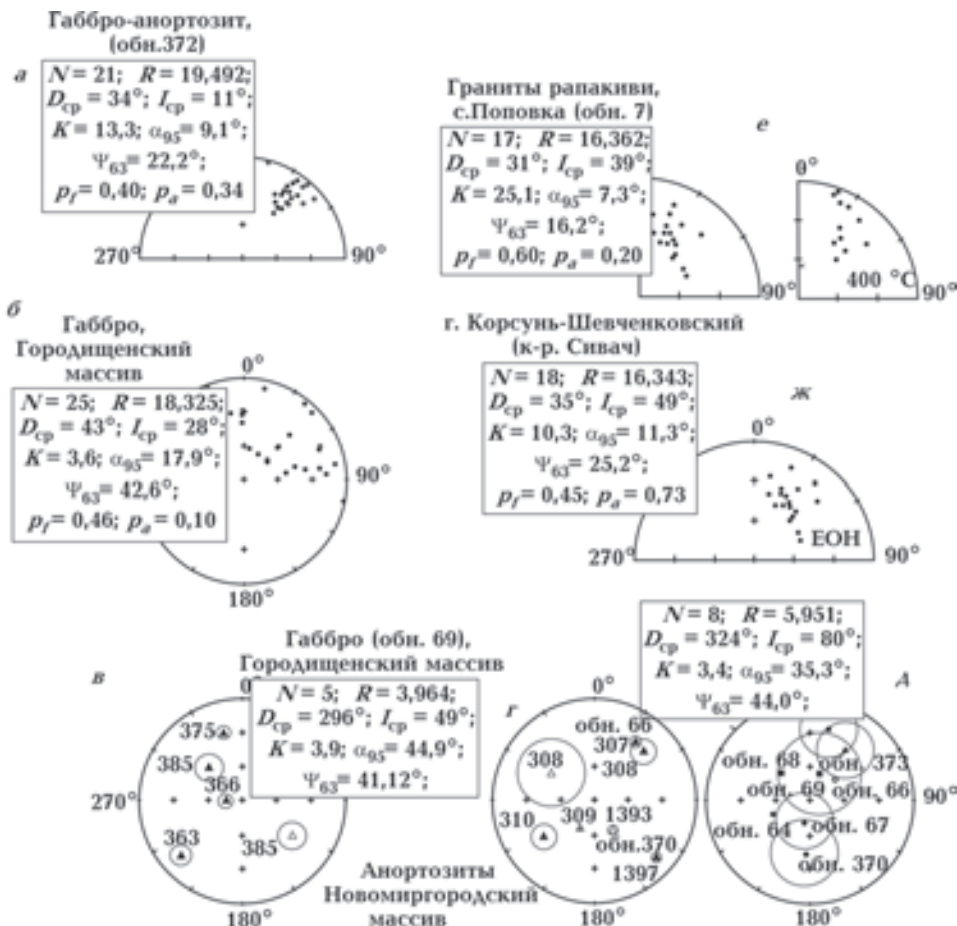 Габбро-анортозит,
(обн.372)
а
N = 21; R = 19,492;
Dср = 34°; Iср = 11°;
K = 13,3; α95 = 9,1°;
Ψ63 = 22,2°;
pf = 0,40; pa = 0,34
270°
90°
Граниты рапакиви,
с.Поповка (обн. 7)
е
N = 17; R = 16,362;
Dср = 31°; Iср = 39°;
K = 25,1; α95 = 7,3°;
Ψ63 = 16,2°;
pf = 0,60; pa = 0,20
90°
0°
400 °C
90°
б
Габбро,
Городищенский
массив
0°
N = 25; R = 18,325;
Dср = 43°; Iср = 28°;
K = 3,6; α95 = 17,9°;
Ψ63 = 42,6°;
pf = 0,46; pa = 0,10
90°
180°
г. Корсунь-Шевченковский
(к-р. Сивач)
ж
N = 18; R = 16,343;
Dср = 35°; Iср = 49°;
K = 10,3; α95 = 11,3°;
Ψ63 = 25,2°;
pf = 0,45; pa = 0,73
0°
ЕОН
270°
90°
в
Габбро (обн. 69),
Городищенский массив
0°
N = 5; R = 3,964;
Dср = 296°; Iср = 49°;
K = 3,9; α95 = 44,9°;
Ψ63 = 41,12°;
375
385
366
270°
363
385
180°
Анортозиты
Новомиргородский
массив
г
0°
обн. 66
307
308
308
310
309
1393
обн.370
1397
180°
N = 8; R = 5,951;
Dср = 324°; Iср = 80°;
K = 3,4; α95 = 35,3°;
Ψ63 = 44,0°;
д
обн. 68
обн. 373
обн. 69
обн. 66
90°
обн. 64
обн. 67
обн. 370
180°